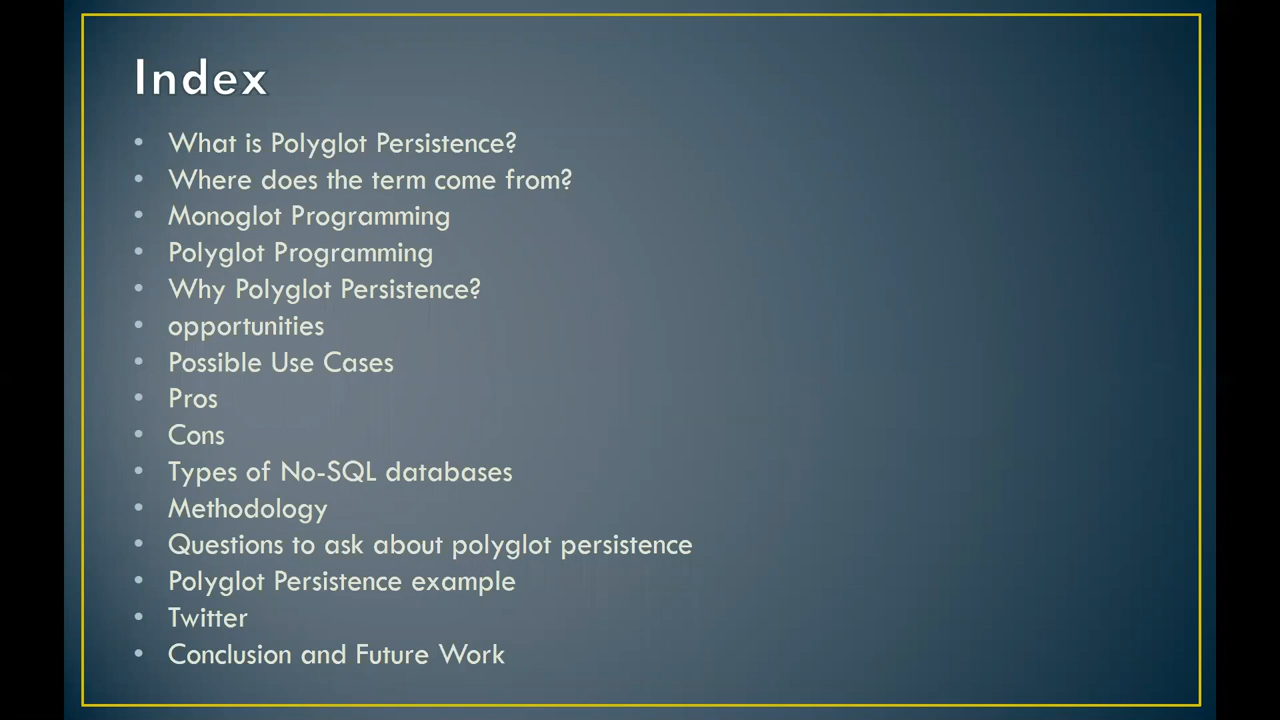 Index
• What is Polyglot Persistence?
• Where does the term come from?
• Monoglot Programming
• Polyglot Programming
• Why Polyglot Persistence?
• opportunities
• Possible Use Cases
• Pros
• Cons
• Types of No-SQL databases
• Methodology
• Questions to ask about polyglot persistence
• Polyglot Persistence example
• Twitter
• Conclusion and Future Work